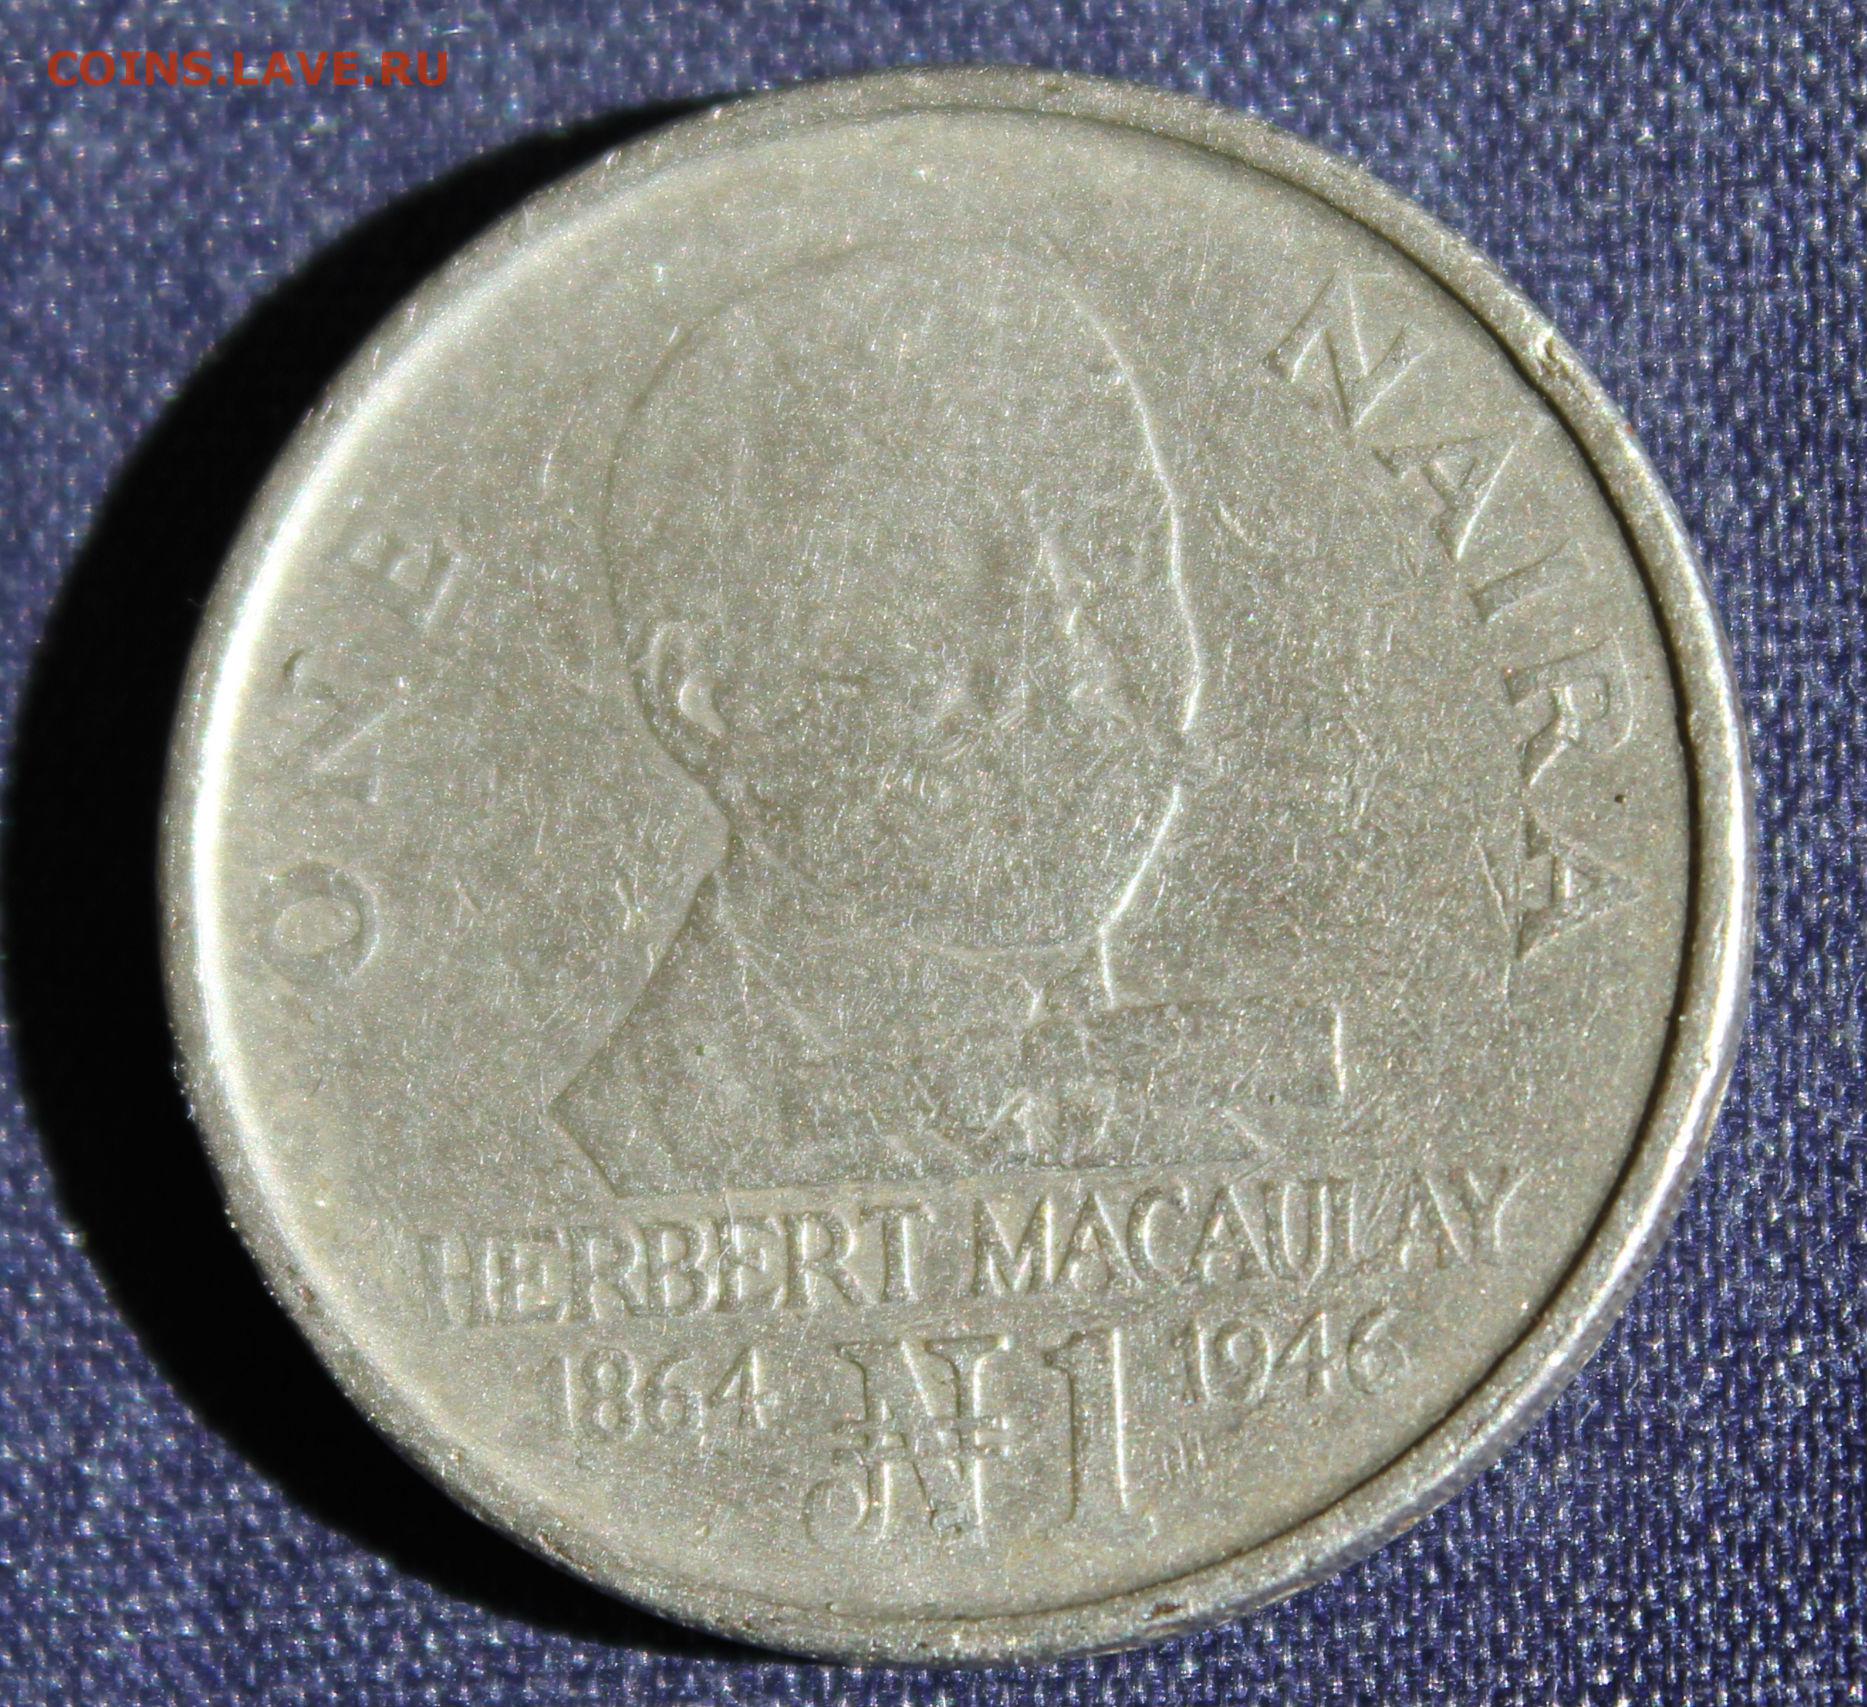 COINS.LAVE.RU
ONE NAIRA
HERBERT MACAULAY
1864 ₦1 1946